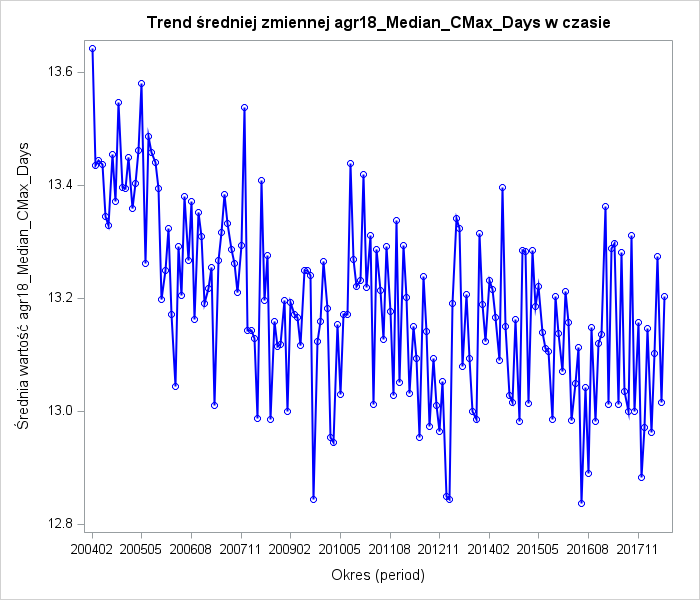 Trend średniej zmiennej agr18_Median_CMax_Days w czasie
Średnia wartość agr18_Median_CMax_Days
13.6
13.4
13.2
13.0
12.8
200402 200505 200608 200711 200902 201005 201108 201211 201402 201505 201608 201711
Okres (period)